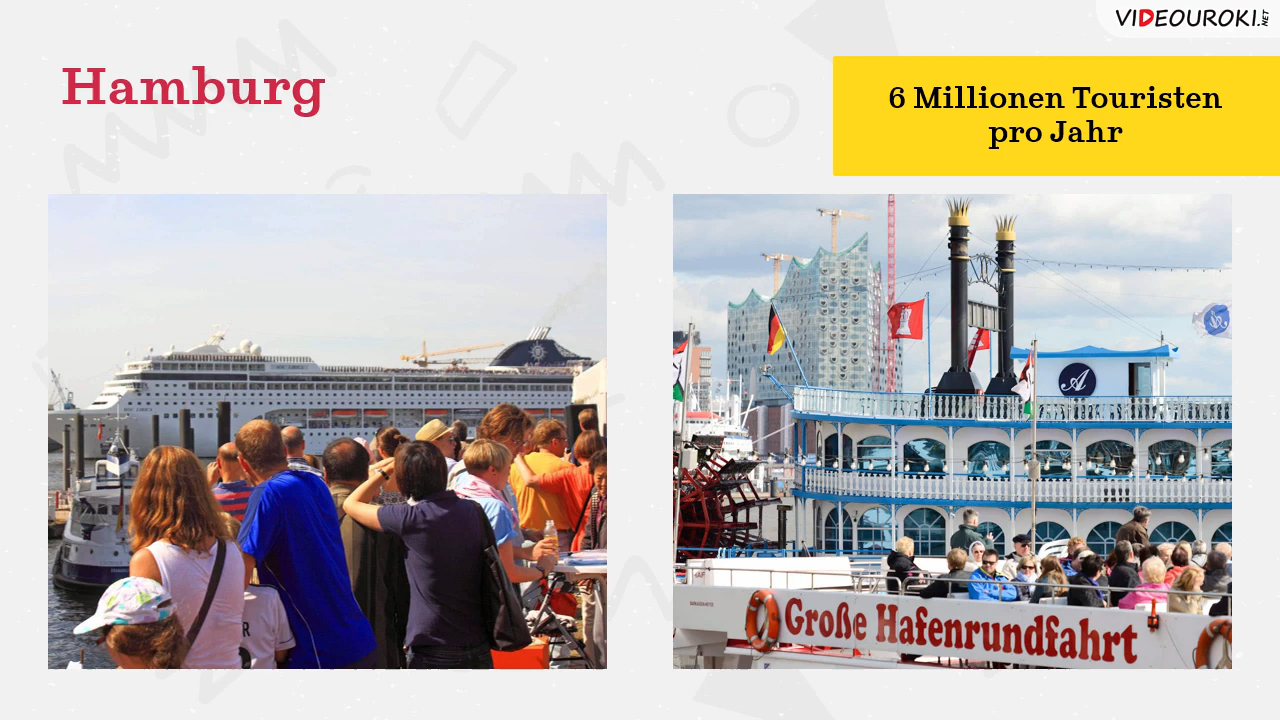 VIDEOUROKI.NET
Hamburg
6 Millionen Touristen
pro Jahr
A
Große Hafenrundfahrt